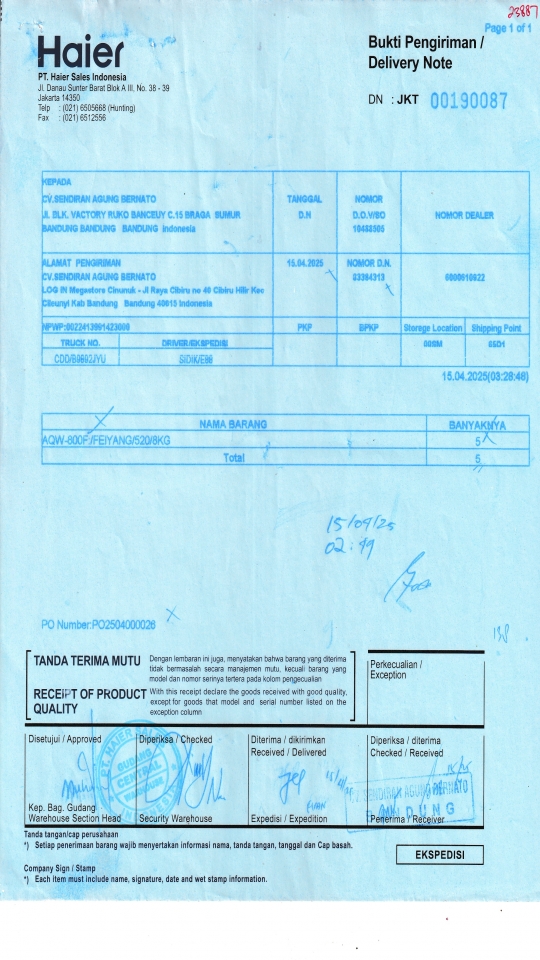 23887
Page 1 of 1
Haier
PT. Haier Sales Indonesia
Jl. Danau Sunter Barat Blok A III, No. 38 - 39
Jakarta 14350
Telp : (021) 6505668 (Hunting)
Fax : (021) 6512556
Bukti Pengiriman /
Delivery Note
DN : JKT 00190087
KEPADA
CV.SENDIRAN AGUNG BERNATO
JL BLK. VACTORY RUKO BANCEUY C.15 BRAGA SUMUR
BANDUNG BANDUNG BANDUNG Indonesia
TANGGAL
D.N
NOMOR
D.O.V/SO
NOMOR DEALER
ALAMAT PENGIRIMAN
CV.SENDIRAN AGUNG BERNATO
LOG IN Megastore Cinunuk - Jl Raya Cibiru no 40 Cibiru Hilir Kec
Cileunyi Kab Bandung Bandung 40615 Indonesia
15.04.2025
NOMOR D.N.
83384313
NPWP:0022413991423000
PKP
BPKP
Storage Location
Shipping Point
TRUCK NO.
DRIVER/EKSPEDISI
15.04.2025(03:28:46)
NAMA BARANG
BANYAKNYA
AQW-800F/FEIYANG/520/8KG
5
Total
5
15/04/25
PO Number:PO2504000026
138
TANDA TERIMA MUTU
Dengan lembaran ini juga, menyatakan bahwa barang yang diterima
tidak bermasalah secara manajemen mutu, kecuali barang yang
model dan nomor serinya tertera pada kolom pengecualian
RECEIPT OF PRODUCT
QUALITY
With this receipt declare the goods received with good quality,
except for goods that model and serial number listed on the
exception column
Perkecualian /
Exception
Disetujui / Approved
Diperiksa / Checked
Diterima / dikirimkan
Received / Delivered
Diperiksa / diterima
Checked / Received
GUDANG
CENTRAL
SENDIRAN AGUNG BERNATO
BANDUNG
Kep. Bag. Gudang
Warehouse Section Head
Security Warehouse
Expedisi / Expedition
Penerima / Receiver
Tanda tangan/cap perusahaan
*) Setiap penerimaan barang wajib menyertakan informasi nama, tanda tangan, tanggal dan Cap basah.
EKSPEDISI
Company Sign / Stamp
*) Each item must include name, signature, date and wet stamp information.